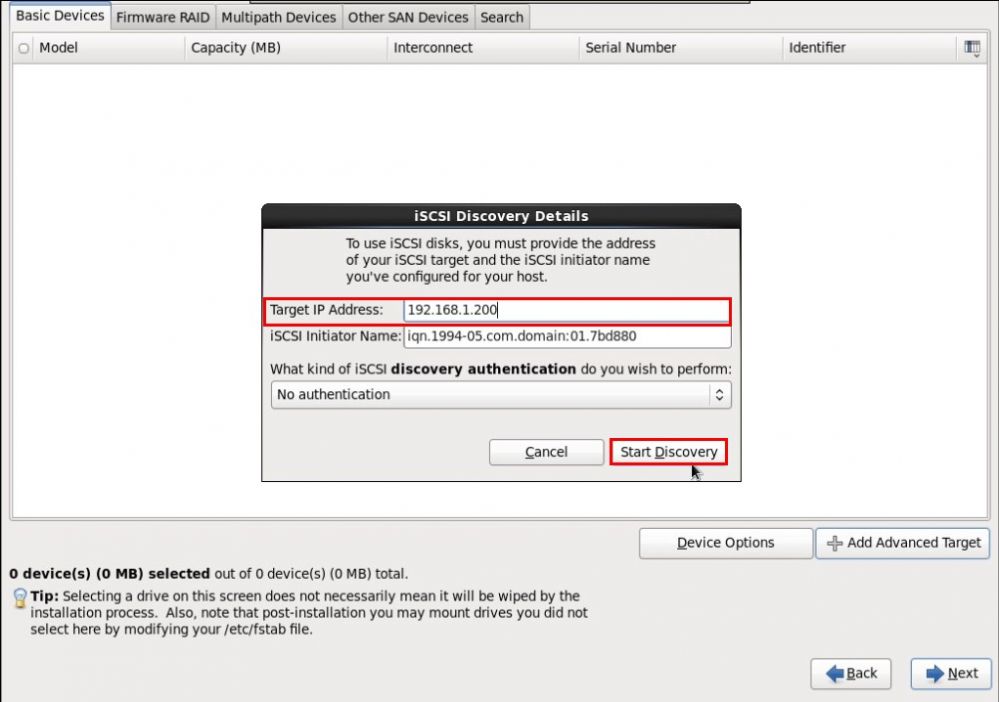 Basic Devices Firmware RAID Multipath Devices Other SAN Devices Search
Model Capacity (MB) Interconnect Serial Number Identifier
iSCSI Discovery Details
To use iSCSI disks, you must provide the address
of your iSCSI target and the iSCSI initiator name
you've configured for your host.
Target IP Address: 192.168.1.200
iSCSI Initiator Name: iqn.1994-05.com.domain:01.7bd880
What kind of iSCSI discovery authentication do you wish to perform:
No authentication
Cancel Start Discovery
Device Options Add Advanced Target
0 device(s) (0 MB) selected out of 0 device(s) (0 MB) total.
Tip: Selecting a drive on this screen does not necessarily mean it will be wiped by the
installation process. Also, note that post-installation you may mount drives you did not
select here by modifying your /etc/fstab file.
Back Next